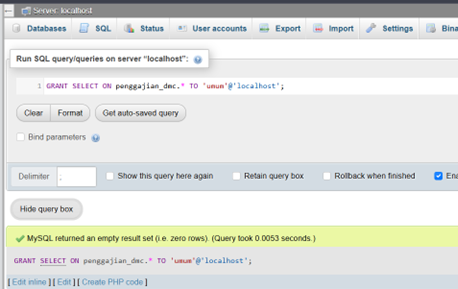 Server: localhost
Databases SQL Status User accounts Export Import Settings Bina
Run SQL query/queries on server “localhost”:
1 GRANT SELECT ON penggajian_dmc.* TO 'umum'@'localhost';
Clear Format Get auto-saved query
Bind parameters
Delimiter ; Show this query here again Retain query box Rollback when finished Ena
Hide query box
MySQL returned an empty result set (i.e. zero rows). (Query took 0.0053 seconds.)
GRANT SELECT ON penggajian_dmc.* TO 'umum'@'localhost';
[ Edit inline ] [ Edit ] [ Create PHP code ]